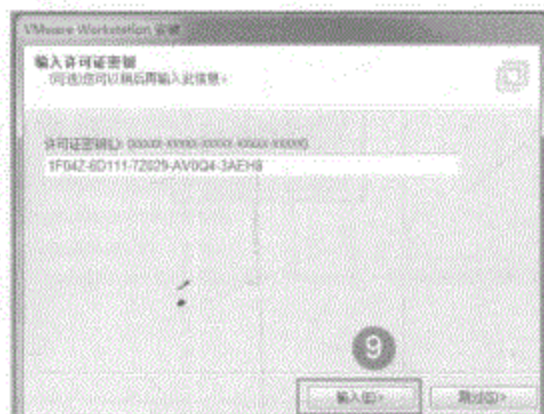 VMware Workstation 安装
输入许可证密钥
(可选)您可以稍后再输入此信息。
许可证密钥(L): (XXXXX-XXXXX-XXXXX-XXXXX-XXXXX)
1F04Z-6D111-7Z029-AV0Q4-3AEH8
9
输入(E)>
跳过(S)>